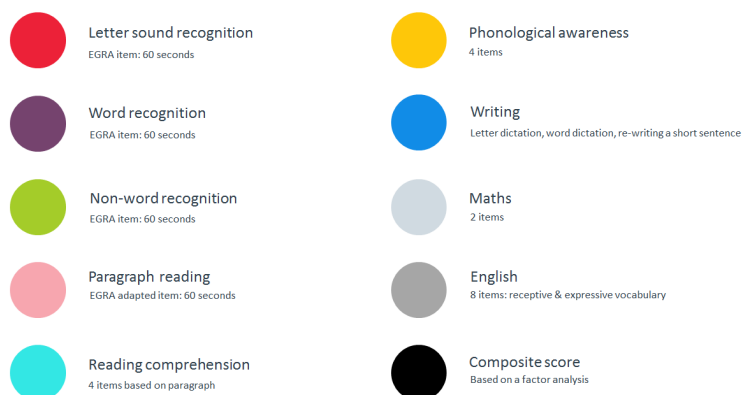 Letter sound recognition
EGRA item: 60 seconds
Word recognition
EGRA item: 60 seconds
Non-word recognition
EGRA item: 60 seconds
Paragraph reading
EGRA adapted item: 60 seconds
Reading comprehension
4 items based on paragraph
Phonological awareness
4 items
Writing
Letter dictation, word dictation, re-writing a short sentence
Maths
2 items
English
8 items: receptive & expressive vocabulary
Composite score
Based on a factor analysis